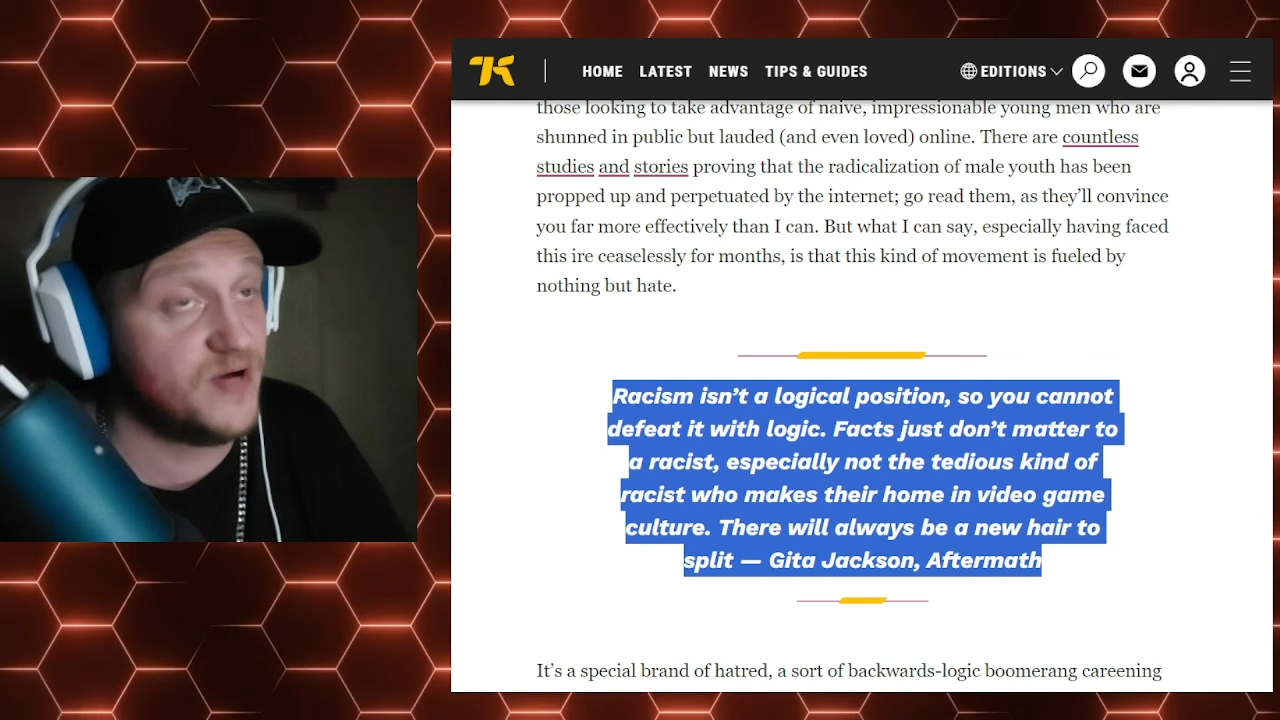 HOME LATEST NEWS TIPS & GUIDES EDITIONS
those looking to take advantage of naive, impressionable young men who are
shunned in public but lauded (and even loved) online. There are countless
studies and stories proving that the radicalization of male youth has been
propped up and perpetuated by the internet; go read them, as they’ll convince
you far more effectively than I can. But what I can say, especially having faced
this ire ceaselessly for months, is that this kind of movement is fueled by
nothing but hate.
Racism isn’t a logical position, so you cannot
defeat it with logic. Facts just don’t matter to
a racist, especially not the tedious kind of
racist who makes their home in video game
culture. There will always be a new hair to
split — Gita Jackson, Aftermath
It’s a special brand of hatred, a sort of backwards-logic boomerang careening